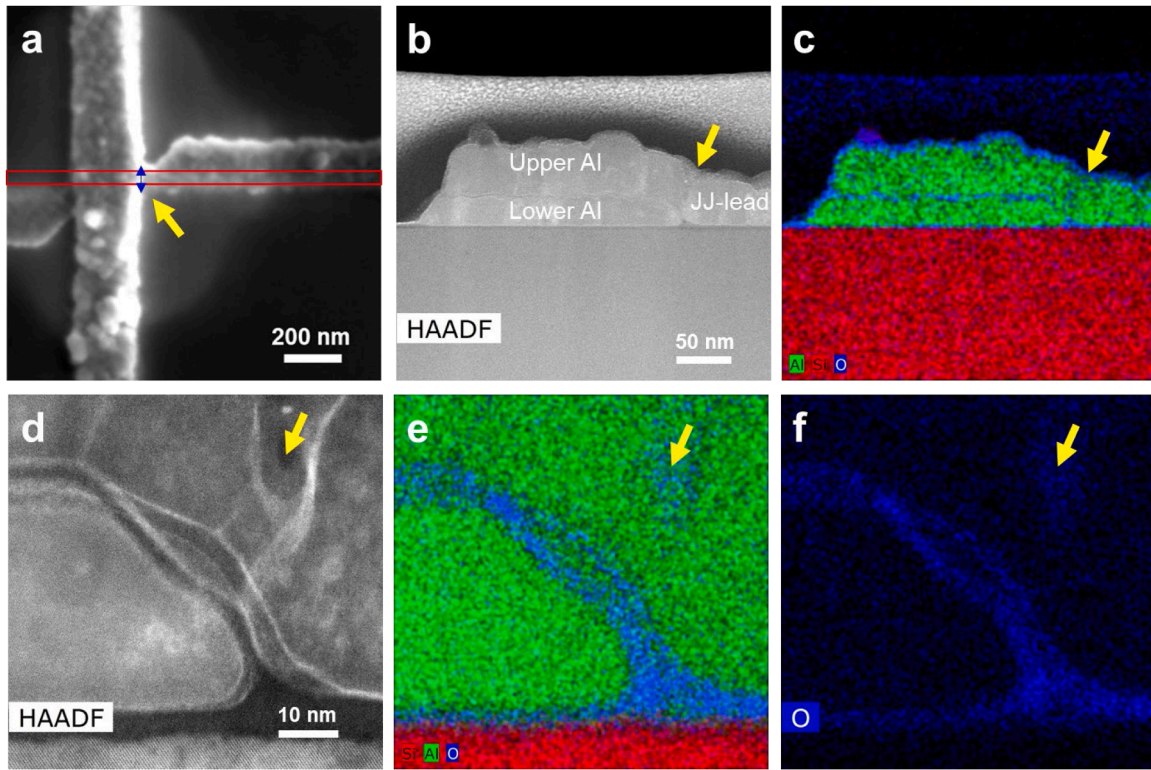 a
200 nm
b
Upper Al
Lower Al
JJ-lead
HAADF
50 nm
c
Al Si O
d
HAADF
10 nm
e
Si Al O
f
O